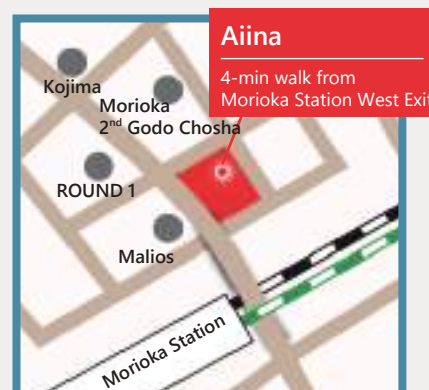 Aiina
4-min walk from
Morioka Station West Exit
Kojima
Morioka
2nd Godo Chosha
ROUND 1
Malios
Morioka Station